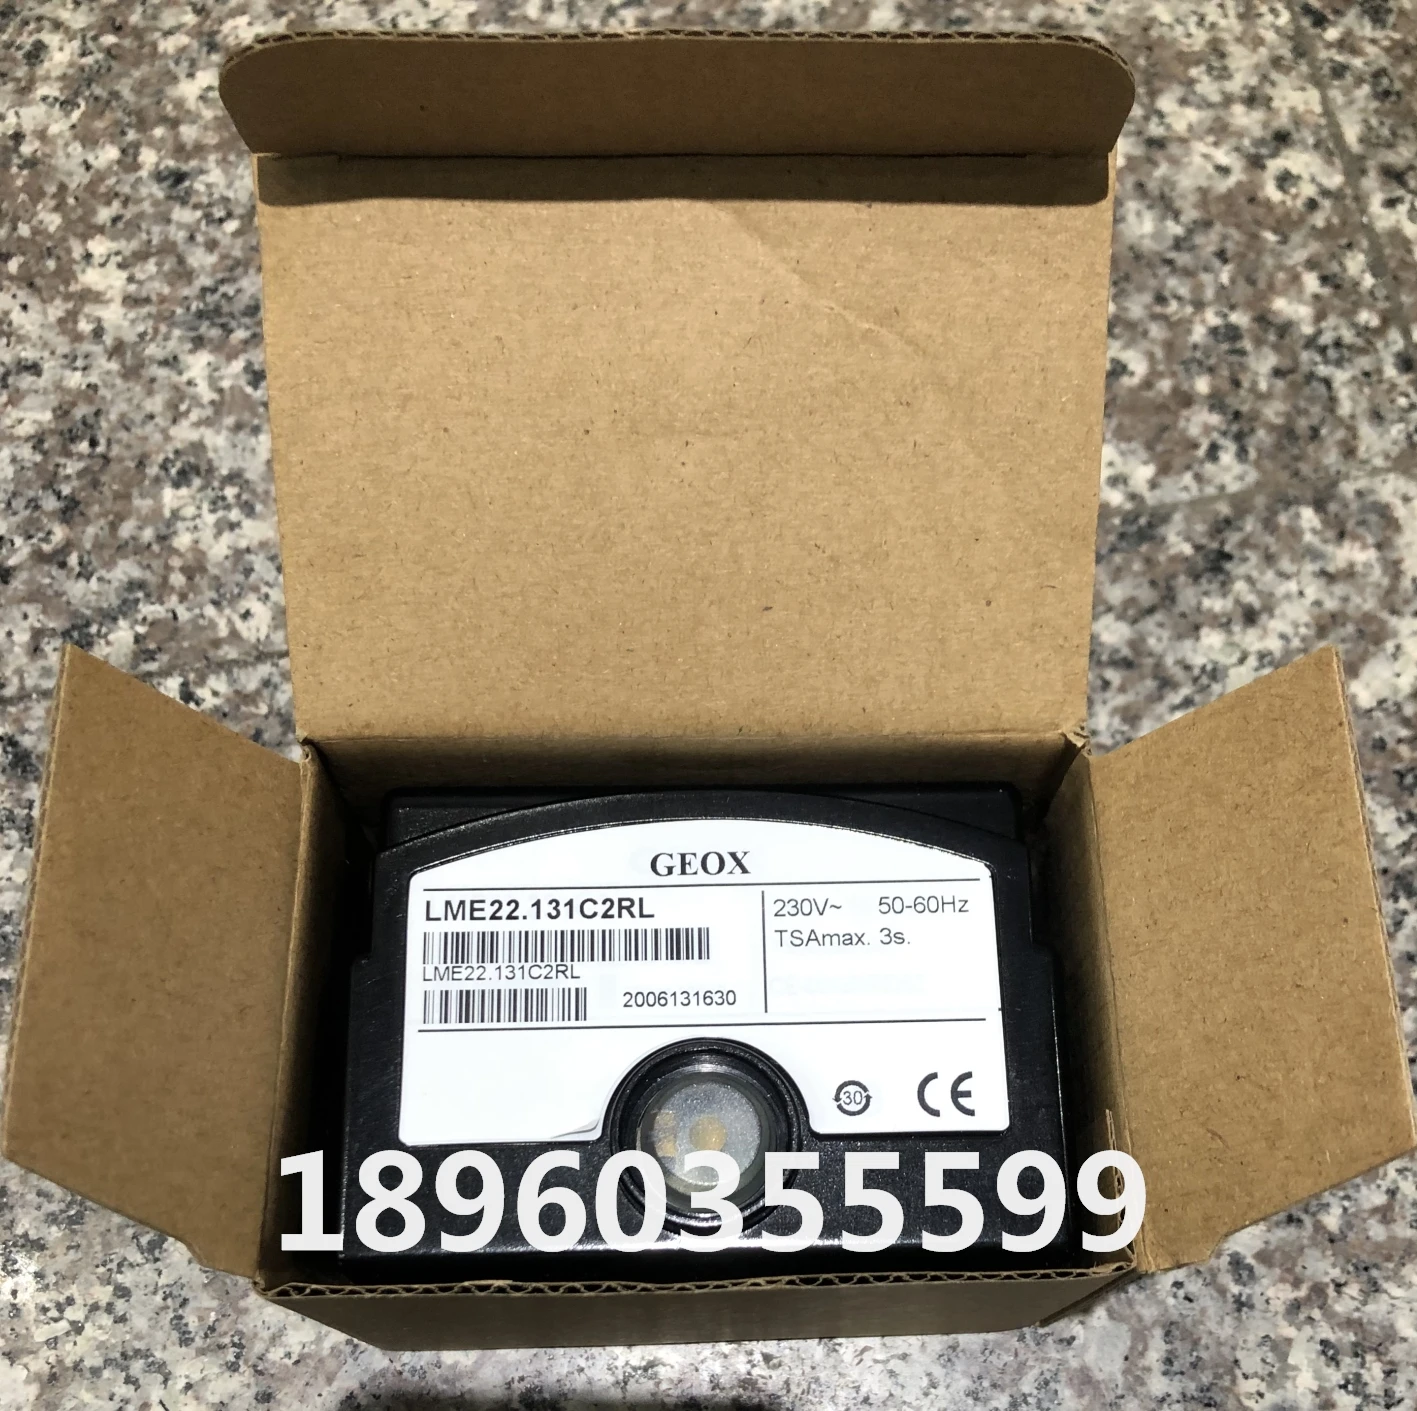 GEOX
LME22.131C2RL
230V~ 50-60Hz
TSAmax. 3s.
LME22.131C2RL
2006131630
30
CE
18960355599